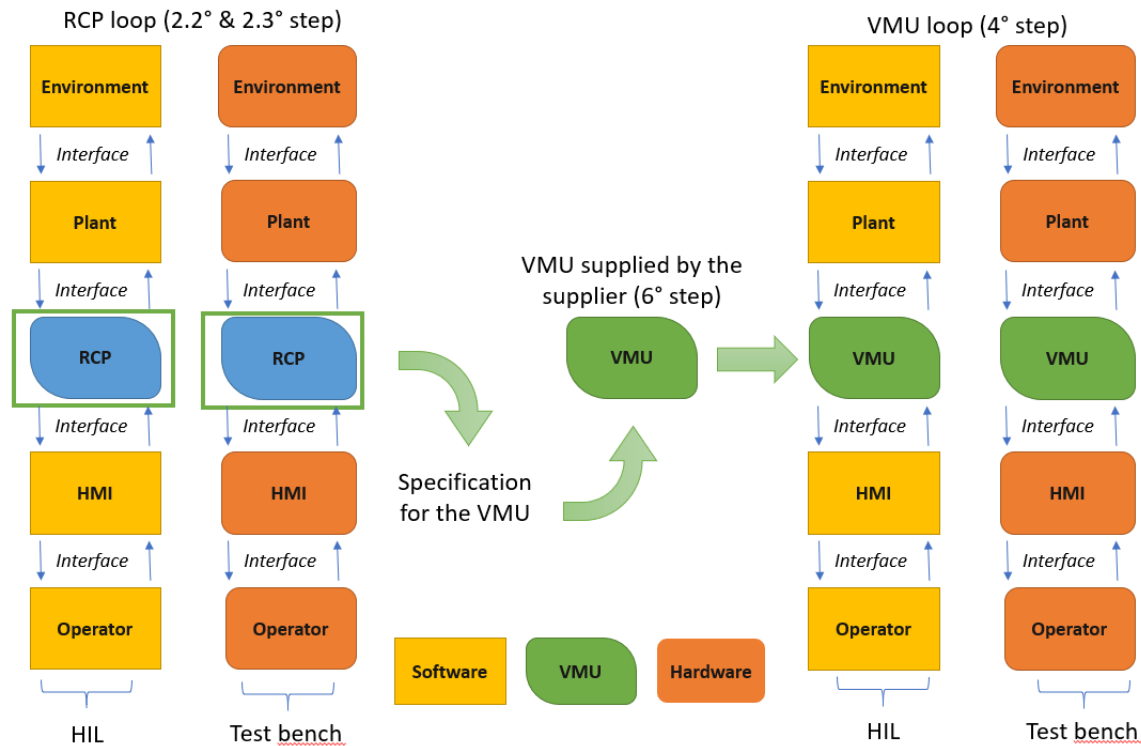 RCP loop (2.2° & 2.3° step)
VMU loop (4° step)
Environment
Environment
Environment
Environment
Interface
Interface
Interface
Interface
Plant
Plant
Plant
Plant
VMU supplied by the
supplier (6° step)
Interface
Interface
Interface
Interface
RCP
RCP
VMU
VMU
VMU
Interface
Interface
Interface
Interface
Specification
for the VMU
HMI
HMI
HMI
HMI
Interface
Interface
Interface
Interface
Operator
Operator
Operator
Operator
Software
VMU
Hardware
HIL
Test bench
HIL
Test bench